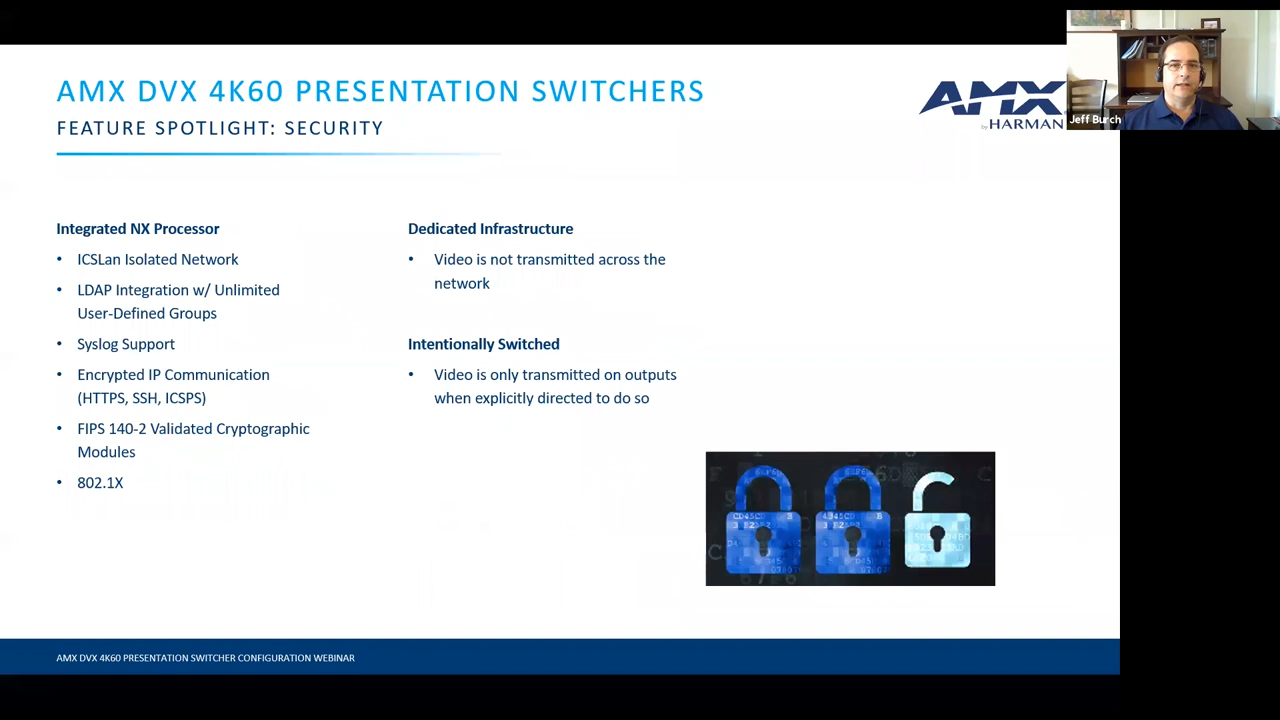 AMX DVX 4K60 PRESENTATION SWITCHERS
FEATURE SPOTLIGHT: SECURITY
AMX
by HARMAN
Jeff Burch
Integrated NX Processor
• ICSLan Isolated Network
• LDAP Integration w/ Unlimited
User-Defined Groups
• Syslog Support
• Encrypted IP Communication
(HTTPS, SSH, ICSPS)
• FIPS 140-2 Validated Cryptographic
Modules
• 802.1X
Dedicated Infrastructure
• Video is not transmitted across the
network
Intentionally Switched
• Video is only transmitted on outputs
when explicitly directed to do so
AMX DVX 4K60 PRESENTATION SWITCHER CONFIGURATION WEBINAR